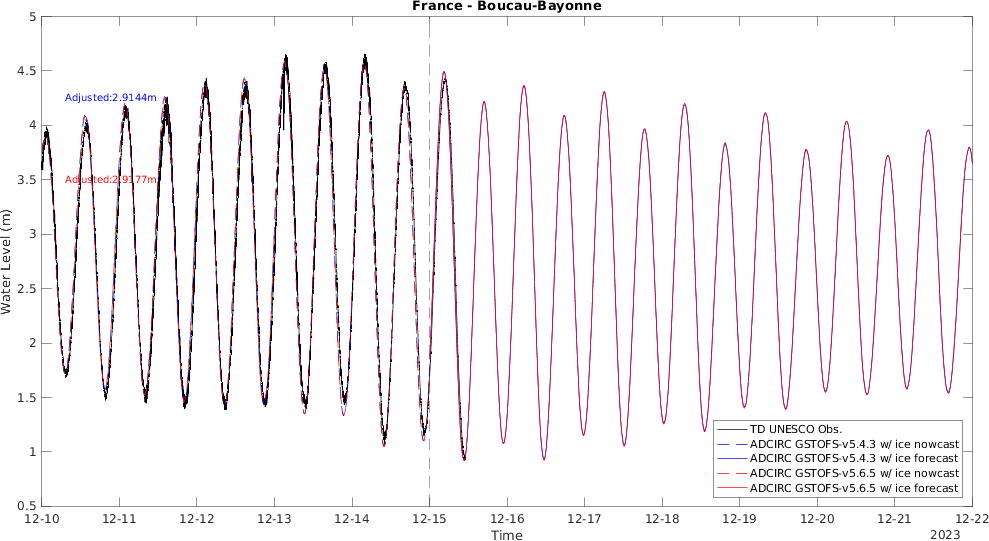 France - Boucau-Bayonne
5
4.5
4
3.5
3
2.5
2
1.5
1
0.5
Water Level (m)
Adjusted:2.9144m
Adjusted:2.9177m
TD UNESCO Obs.
ADCIRC GSTOFS-v5.4.3 w/ ice nowcast
ADCIRC GSTOFS-v5.4.3 w/ ice forecast
ADCIRC GSTOFS-v5.6.5 w/ ice nowcast
ADCIRC GSTOFS-v5.6.5 w/ ice forecast
12-10 12-11 12-12 12-13 12-14 12-15 12-16 12-17 12-18 12-19 12-20 12-21 12-22
Time
2023